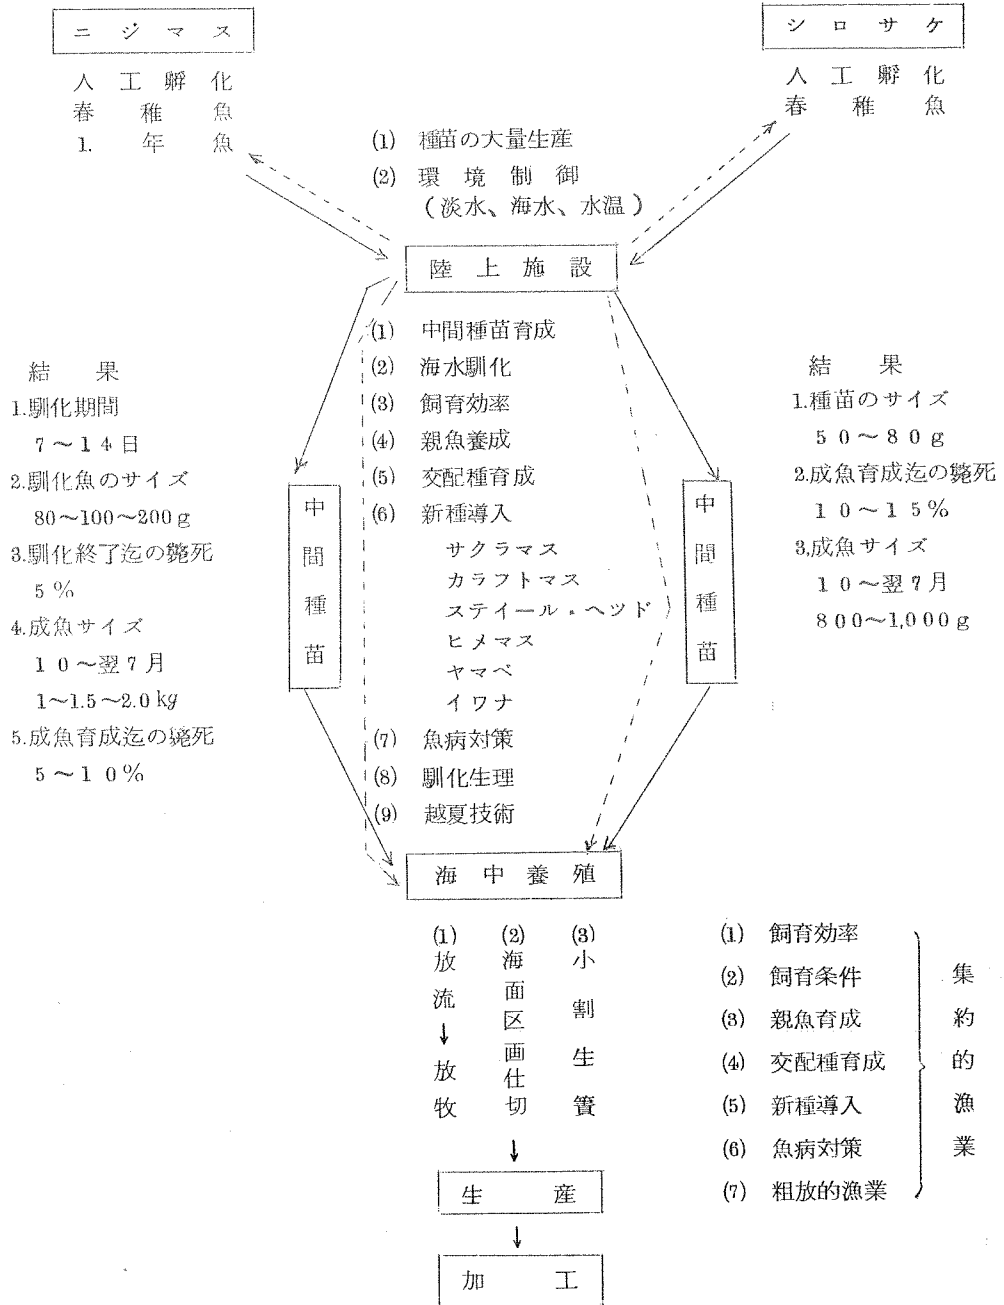 ニジマス
人工孵化
春稚魚
1. 年魚
シロサケ
人工孵化
春稚魚
(1) 種苗の大量生産
(2) 環境制御
（淡水、海水、水温）
陸上施設
(1) 中間種苗育成
(2) 海水馴化
(3) 飼育効率
(4) 親魚養成
(5) 交配種育成
(6) 新種導入
サクラマス
カラフトマス
ステイール・ヘッド
ヒメマス
ヤマベ
イワナ
(7) 魚病対策
(8) 馴化生理
(9) 越夏技術
結果
1.馴化期間
7～14日
2.馴化魚のサイズ
80～100～200g
3.馴化終了迄の斃死
5%
4.成魚サイズ
10～翌7月
1～1.5～2.0kg
5.成魚育成迄の斃死
5～10%
中間種苗
中間種苗
結果
1.種苗のサイズ
50～80g
2.成魚育成迄の斃死
10～15%
3,成魚サイズ
10～翌7月
800～1,000g
海中養殖
(1) 放流→放牧
(2) 海面区画仕切
(3) 小割生簀
(1) 飼育効率
(2) 飼育条件
(3) 親魚育成
(4) 交配種育成
(5) 新種導入
(6) 魚病対策
(7) 粗放的漁業
集約的漁業
生産
加工